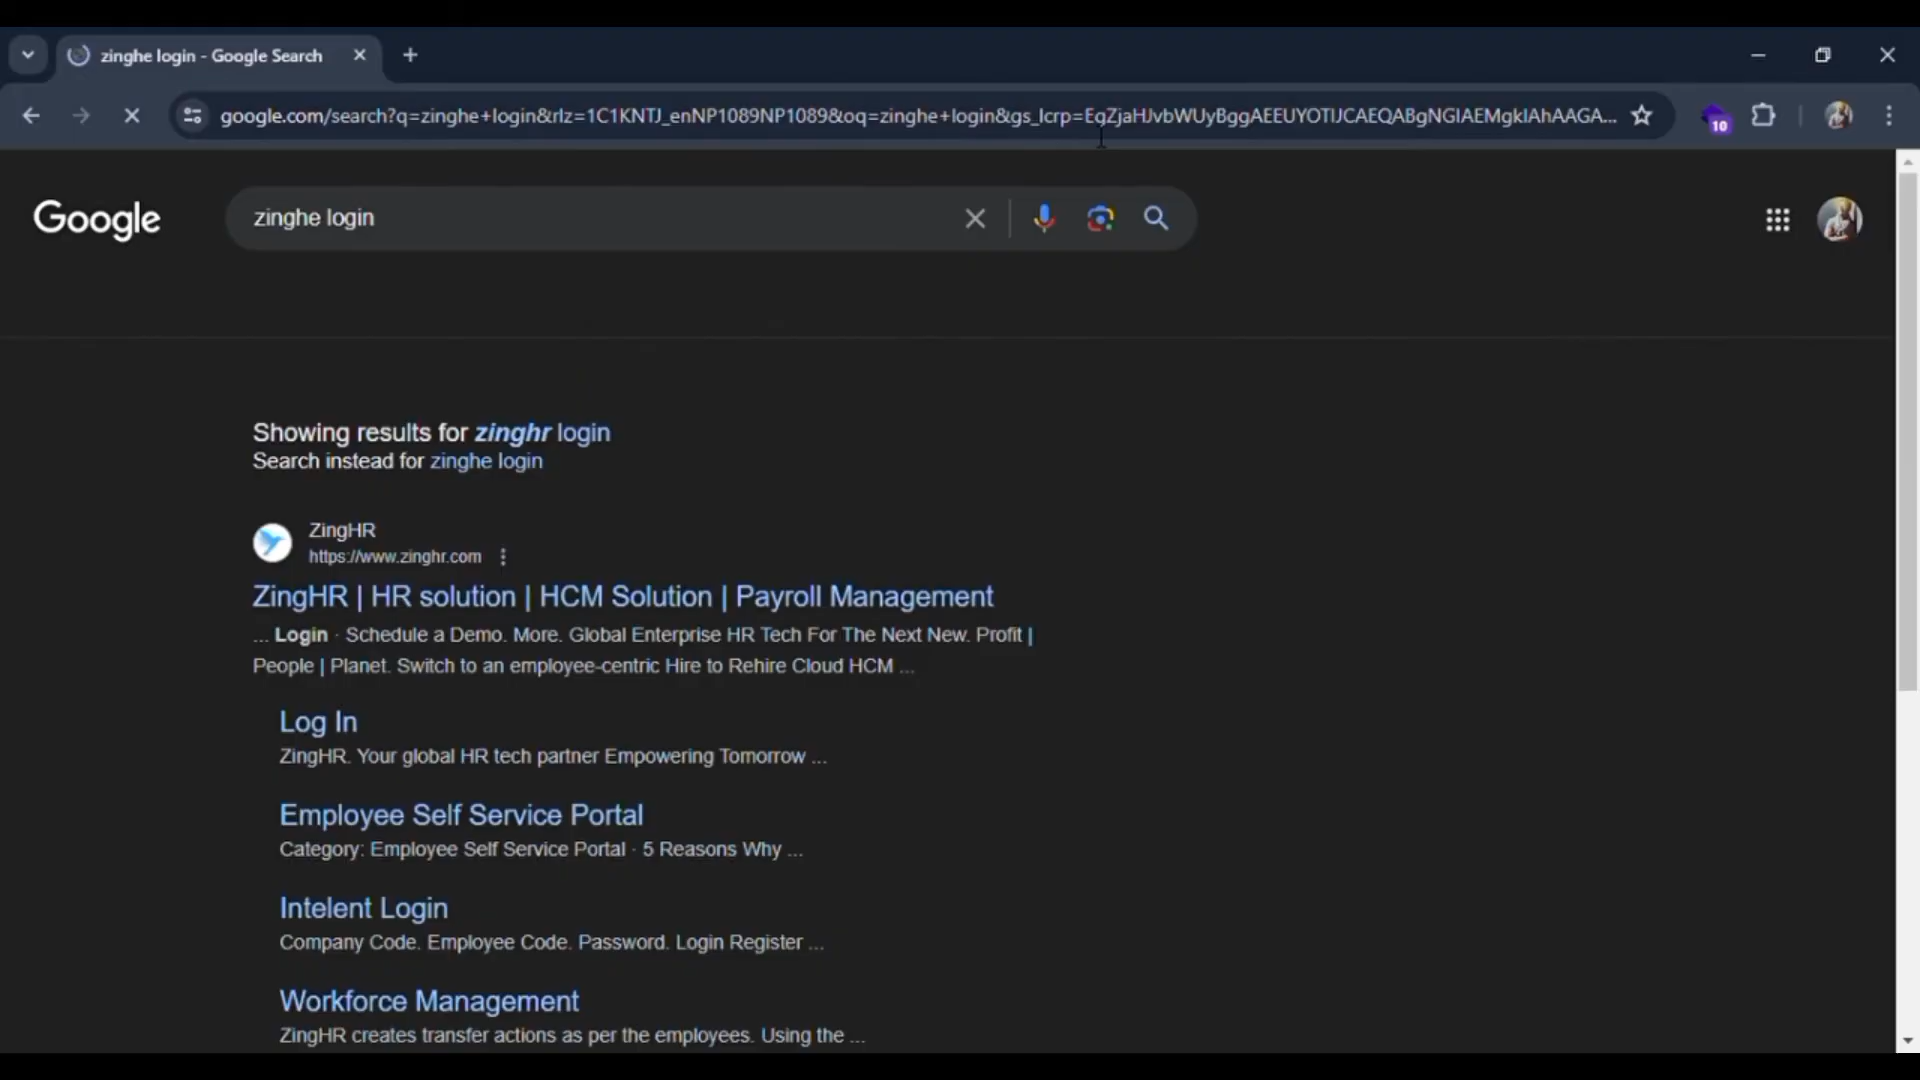 zinghe login - Google Search
google.com/search?q=zinghe+login&rlz=1C1KNTJ_enNP1089NP1089&oq=zinghe+login&gs_lcrp=EgZjaHJvbWUyBggAEEUYOTIJCAEQABgNGIAEMgkIAhAAGA...
10
Google
zinghe login
Showing results for zinghr login
Search instead for zinghe login
ZingHR
https://www.zinghr.com
ZingHR | HR solution | HCM Solution | Payroll Management
... Login · Schedule a Demo. More. Global Enterprise HR Tech For The Next New. Profit |
People | Planet. Switch to an employee-centric Hire to Rehire Cloud HCM ...
Log In
ZingHR. Your global HR tech partner Empowering Tomorrow ...
Employee Self Service Portal
Category: Employee Self Service Portal · 5 Reasons Why ...
Intelent Login
Company Code. Employee Code. Password. Login Register ...
Workforce Management
ZingHR creates transfer actions as per the employees. Using the ...